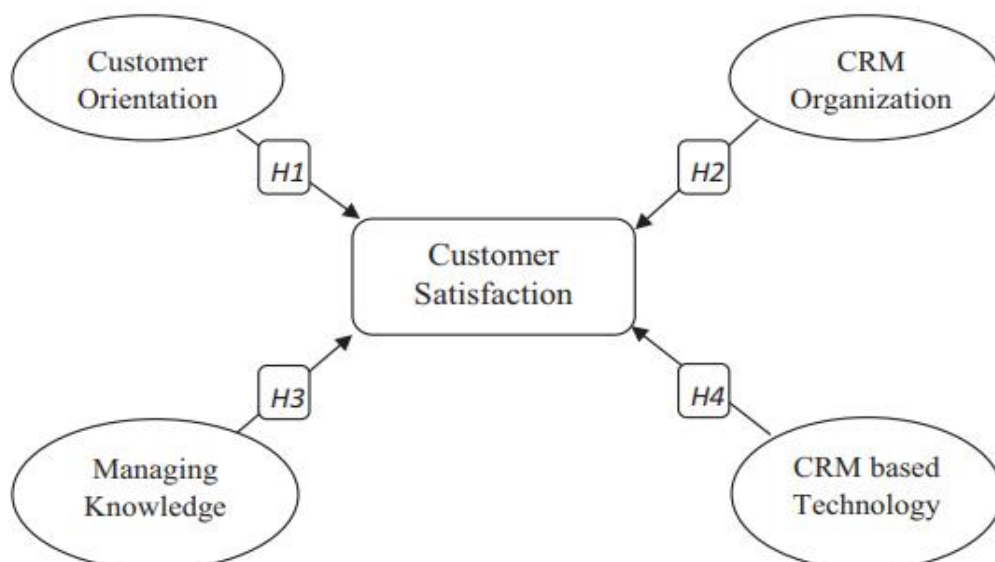 Customer
Orientation
CRM
Organization
H1
H2
Customer
Satisfaction
H3
H4
Managing
Knowledge
CRM based
Technology